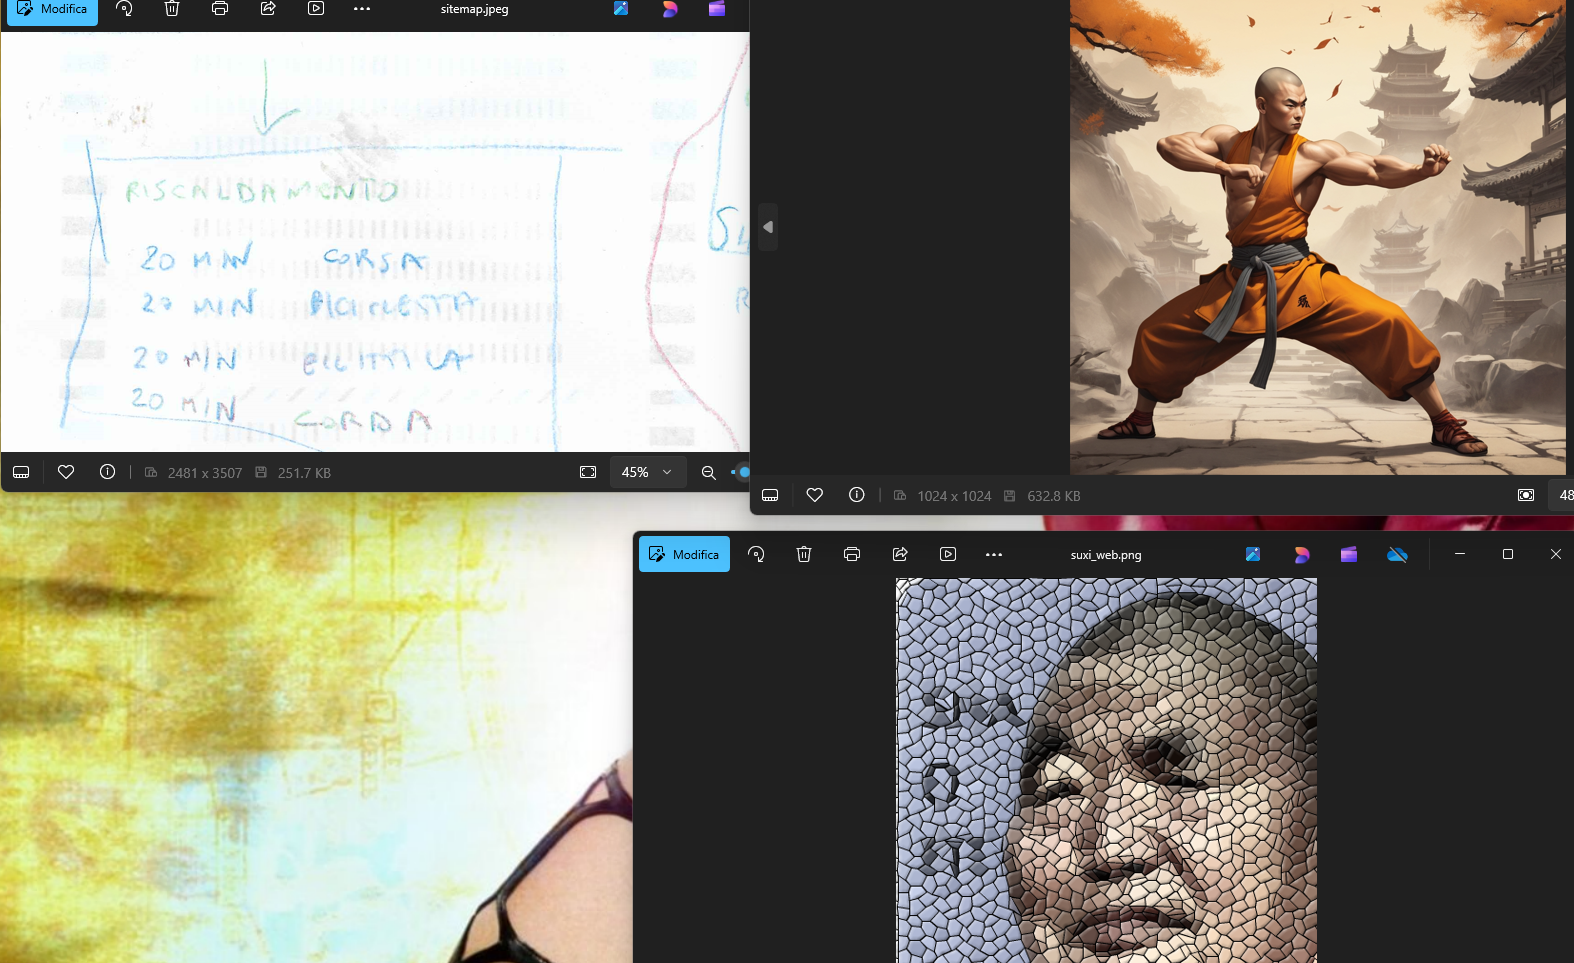 Modifica
sitemap.jpeg
RISCALDAMENTO
20 MIN CORSA
20 MIN
20 MIN ELLITTICA
20 MIN CORDA
2481 x 3507
251.7 KB
45%
1024 x 1024
632.8 KB
48
Modifica
suxi_web.png